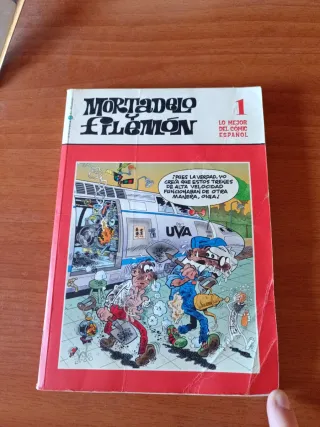 MORTADELO
Y
FILEMÓN
1
LO MEJOR
DEL CÓMIC
ESPAÑOL
¡PUES LA VERDAD, YO
CREÍA QUE ESTOS TRENES
DE ALTA VELOCIDAD
FUNCIONABAN DE OTRA
MANERA, OIGA!
UVA